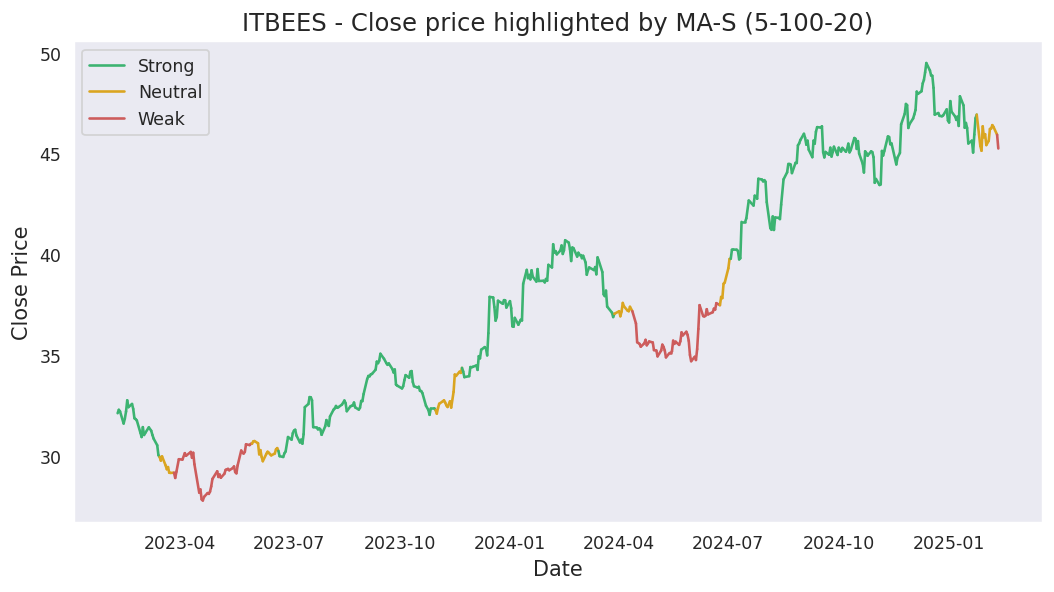 ITBEES - Close price highlighted by MA-S (5-100-20)
Strong
Neutral
Weak
Close Price
50
45
40
35
30
2023-04 2023-07 2023-10 2024-01 2024-04 2024-07 2024-10 2025-01
Date